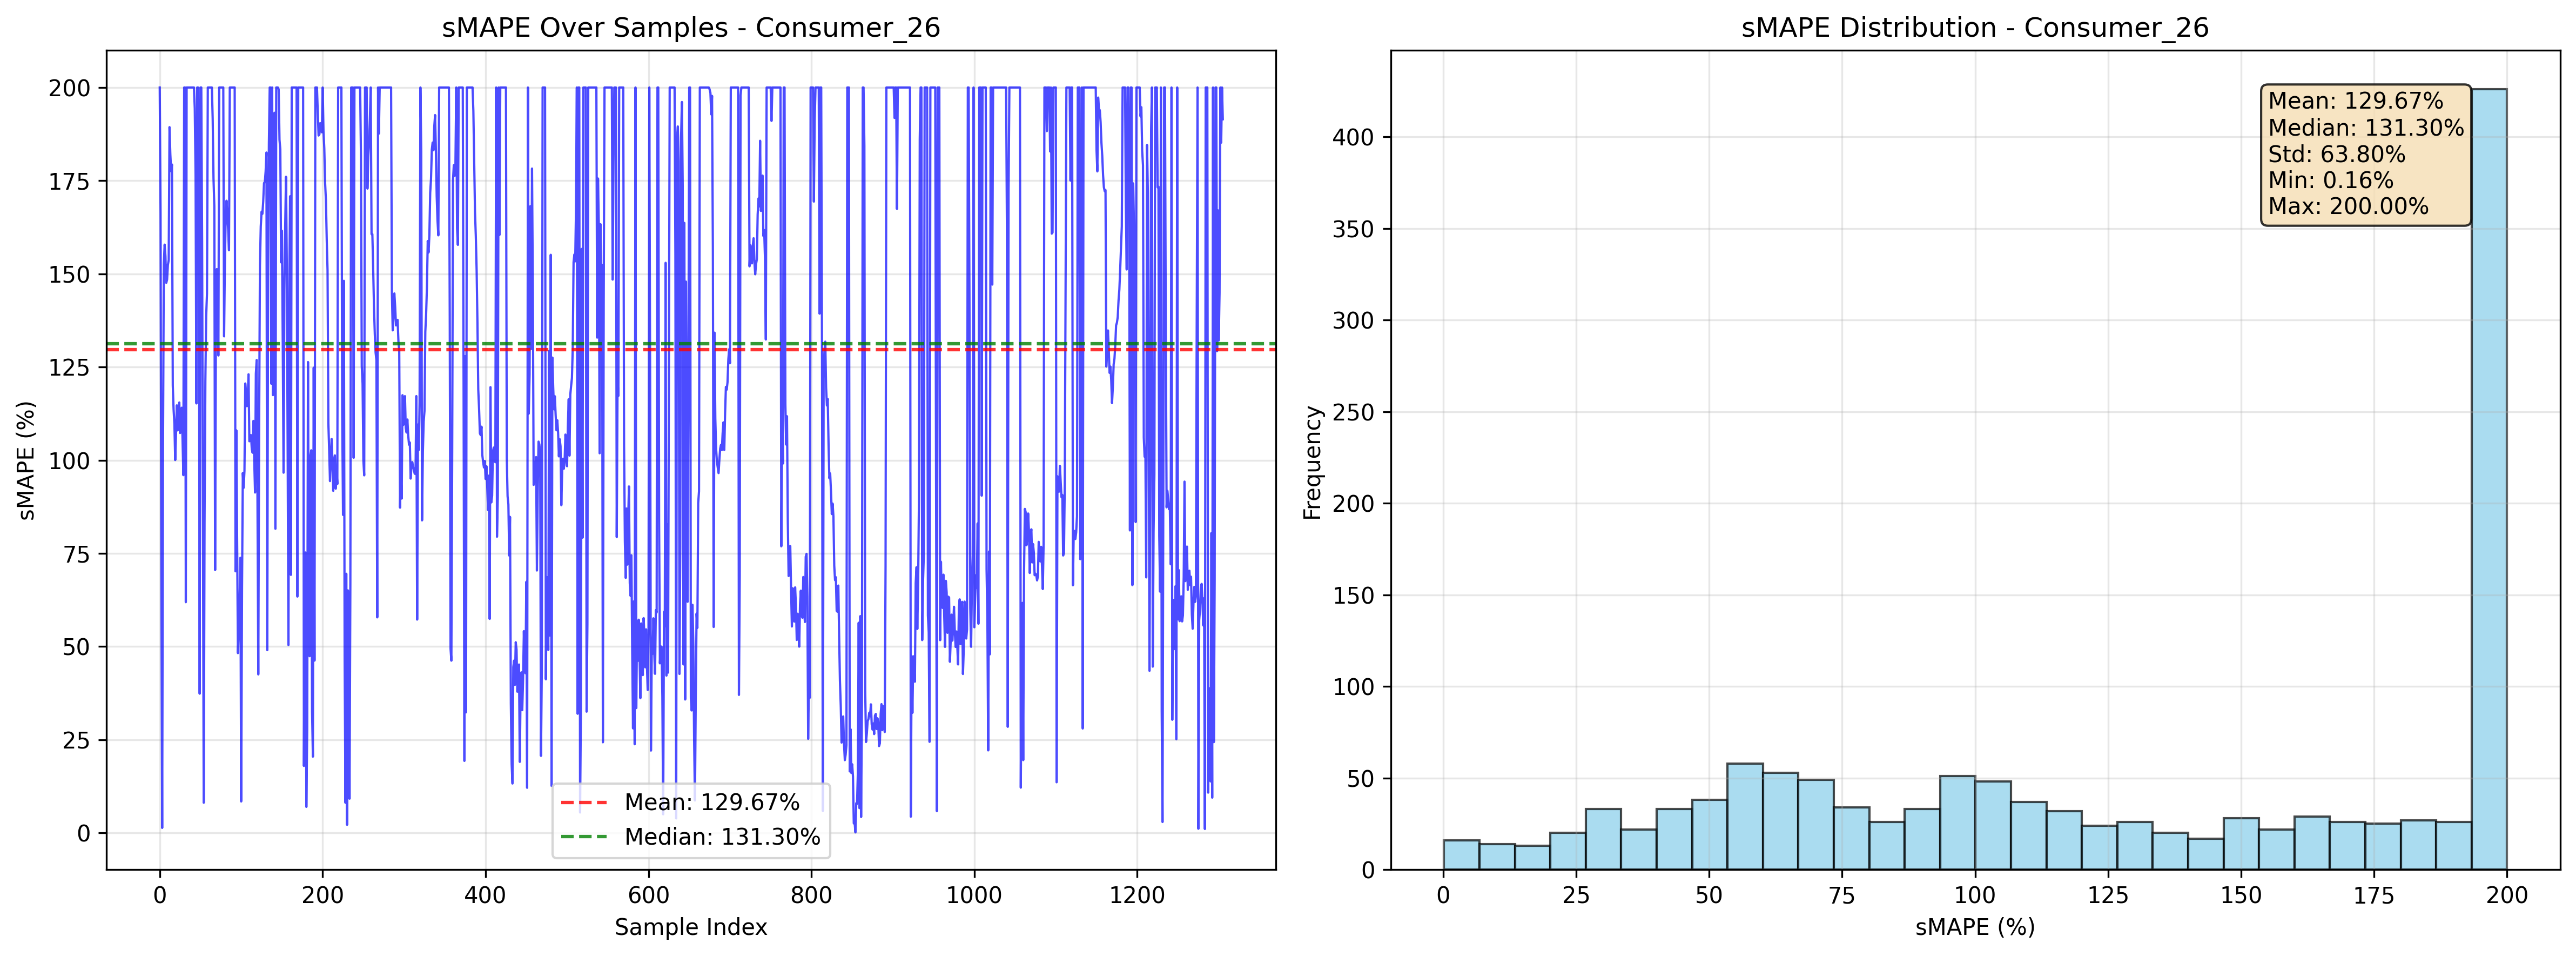 sMAPE Over Samples - Consumer_26
sMAPE (%)
200
175
150
125
100
75
50
25
0
0
200
400
600
800
1000
1200
Sample Index
Mean: 129.67%
Median: 131.30%
sMAPE Distribution - Consumer_26
Frequency
400
350
300
250
200
150
100
50
0
0
25
50
75
100
125
150
175
200
sMAPE (%)
Mean: 129.67%
Median: 131.30%
Std: 63.80%
Min: 0.16%
Max: 200.00%